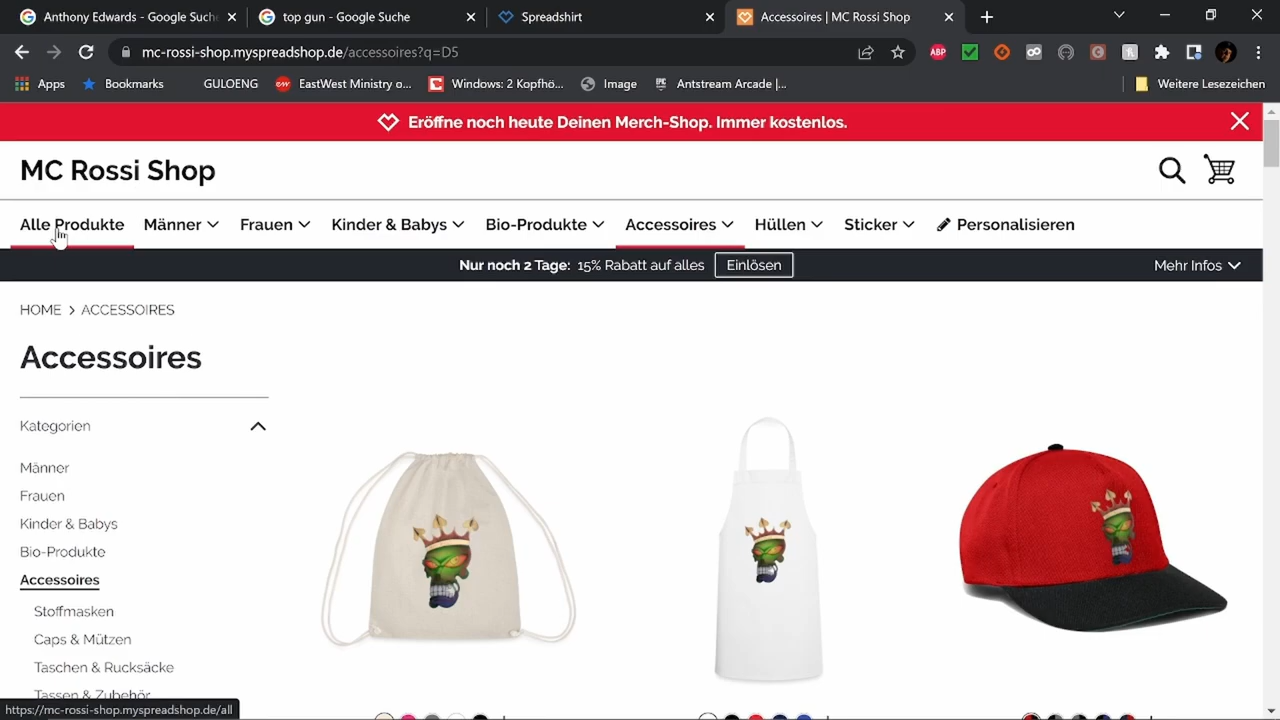 Anthony Edwards - Google Suche
top gun - Google Suche
Spreadshirt
Accessoires | MC Rossi Shop
mc-rossi-shop.myspreadshop.de/accessoires?q=D5
Apps
Bookmarks
GULOENG
EastWest Ministry o...
Windows: 2 Kopfhö...
Image
Antstream Arcade |...
Weitere Lesezeichen
Eröffne noch heute Deinen Merch-Shop. Immer kostenlos.
MC Rossi Shop
Alle Produkte
Männer
Frauen
Kinder & Babys
Bio-Produkte
Accessoires
Hüllen
Sticker
Personalisieren
Nur noch 2 Tage: 15% Rabatt auf alles
Einlösen
Mehr Infos
HOME > ACCESSOIRES
Accessoires
Kategorien
Männer
Frauen
Kinder & Babys
Bio-Produkte
Accessoires
Stoffmasken
Caps & Mützen
Taschen & Rucksäcke
Tassen & Zubehör
https://mc-rossi-shop.myspreadshop.de/all